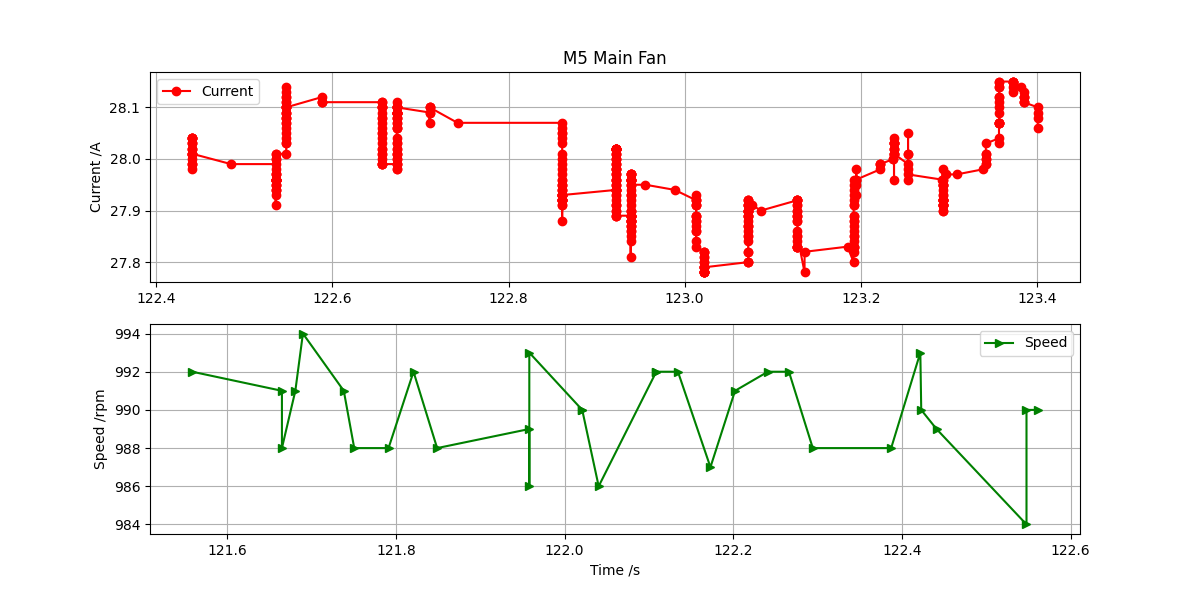 M5 Main Fan
Current /A
28.1
28.0
27.9
27.8
Current
122.4 122.6 122.8 123.0 123.2 123.4
Speed /rpm
994
992
990
988
986
984
Speed
121.6 121.8 122.0 122.2 122.4 122.6
Time /s